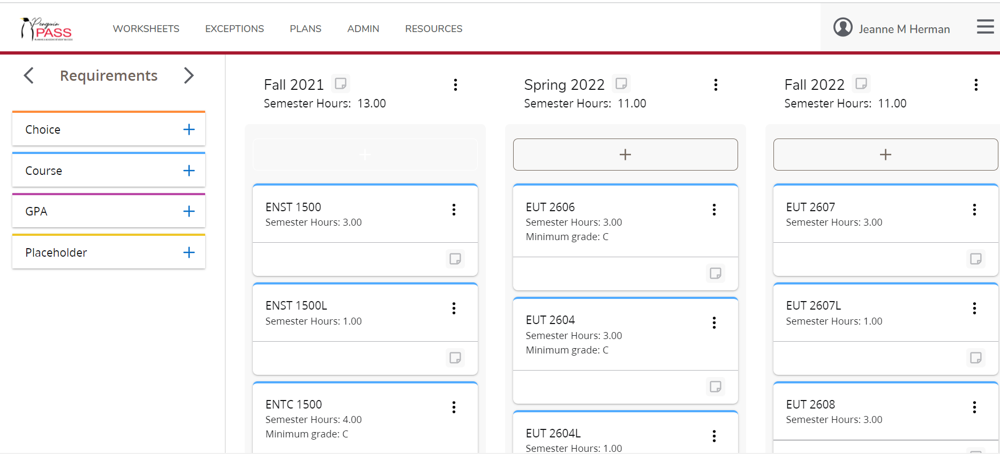 Penguin
PASS
WORKSHEETS
EXCEPTIONS
PLANS
ADMIN
RESOURCES
Jeanne M Herman
Requirements
Choice
Course
GPA
Placeholder
Fall 2021
Semester Hours: 13.00
ENST 1500
Semester Hours: 3.00
ENST 1500L
Semester Hours: 1.00
ENTC 1500
Semester Hours: 4.00
Minimum grade: C
Spring 2022
Semester Hours: 11.00
EUT 2606
Semester Hours: 3.00
Minimum grade: C
EUT 2604
Semester Hours: 3.00
Minimum grade: C
EUT 2604L
Semester Hours: 1.00
Fall 2022
Semester Hours: 11.00
EUT 2607
Semester Hours: 3.00
EUT 2607L
Semester Hours: 1.00
EUT 2608
Semester Hours: 3.00